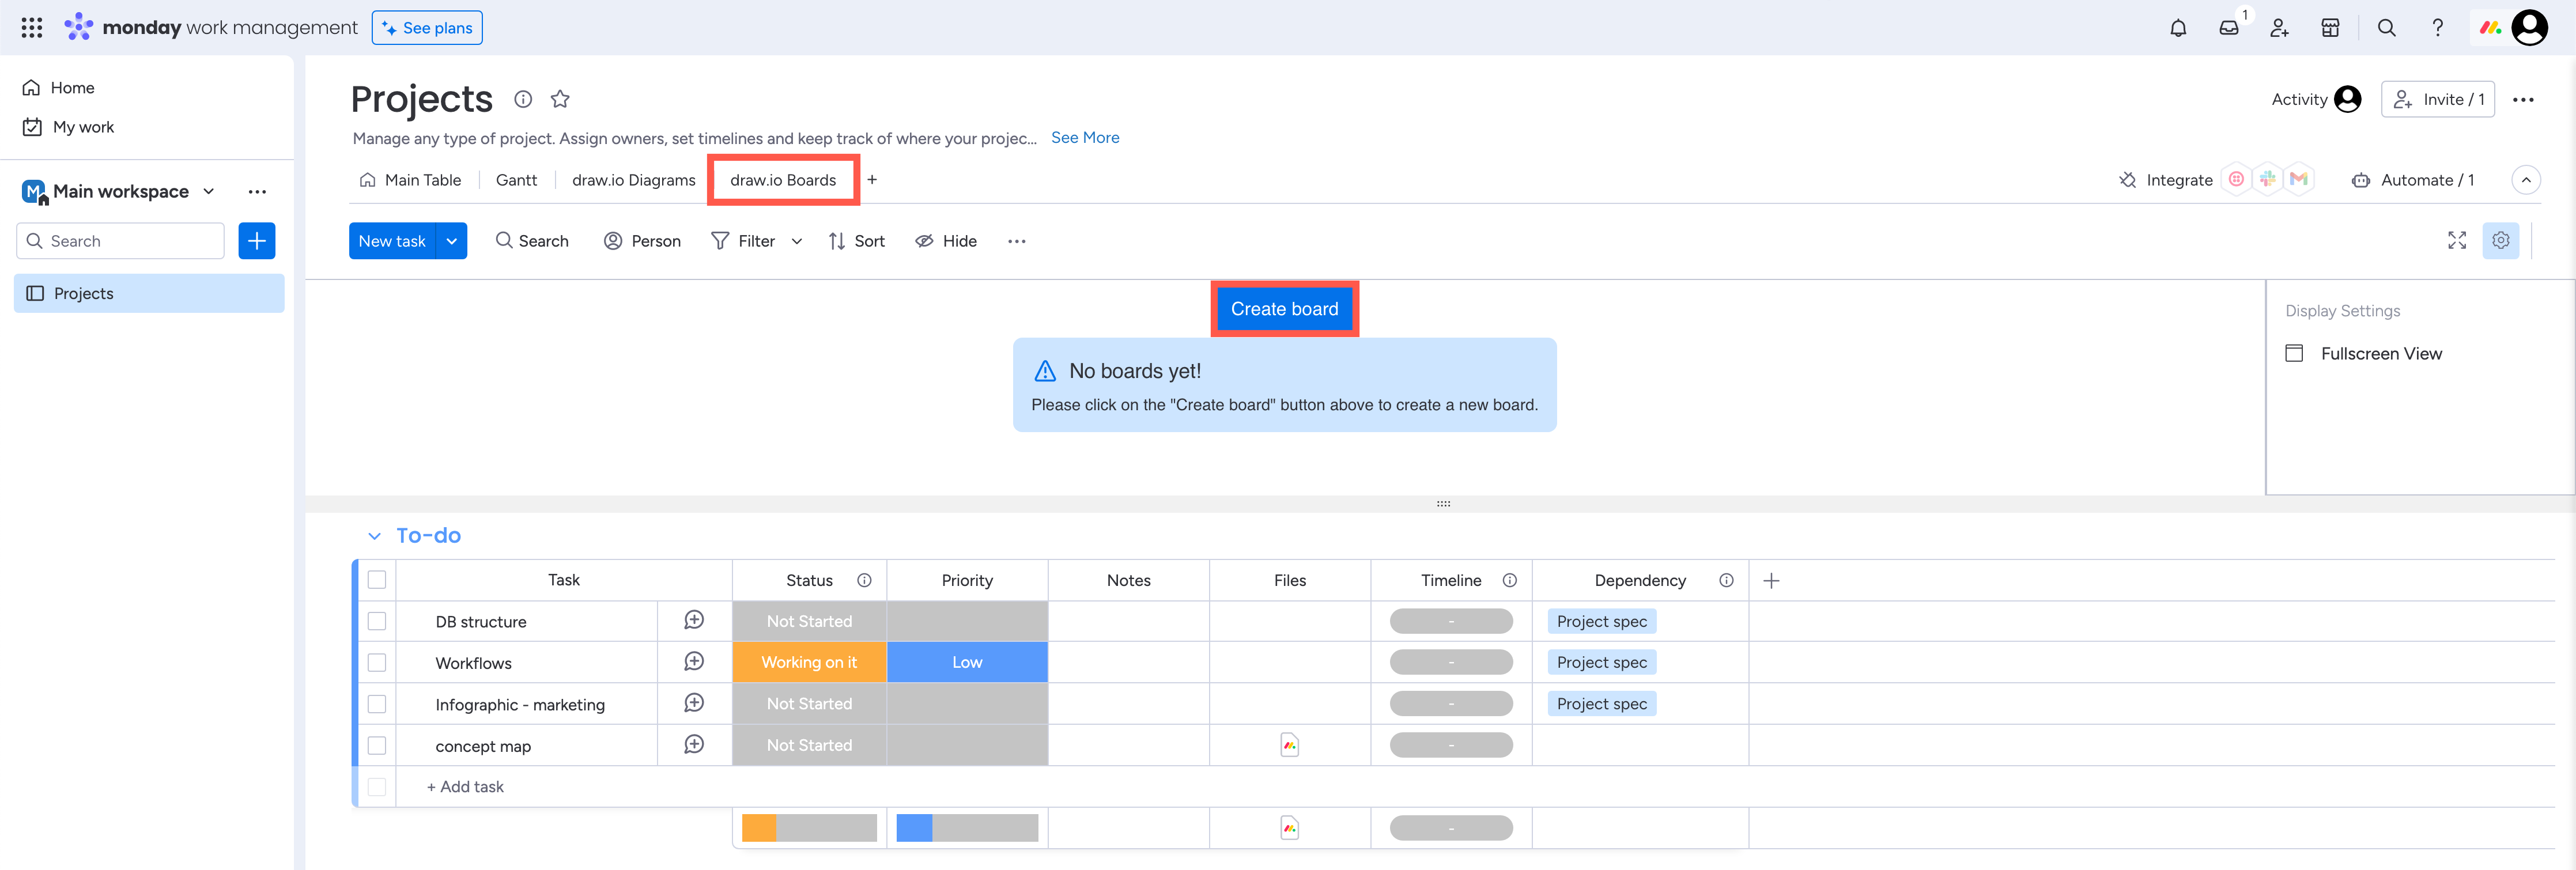 monday work management See plans 1
Home
My work
M Main workspace
Search
Projects
Projects
Activity Invite / 1
Manage any type of project. Assign owners, set timelines and keep track of where your projec... See More
Main Table Gantt draw.io Diagrams draw.io Boards + Integrate Automate / 1
New task Search Person Filter Sort Hide
Create board
No boards yet!
Please click on the "Create board" button above to create a new board.
Display Settings
Fullscreen View
To-do
Task Status Priority Notes Files Timeline Dependency
DB structure Not Started - Project spec
Workflows Working on it Low - Project spec
Infographic - marketing Not Started - Project spec
concept map Not Started -
+ Add task
-